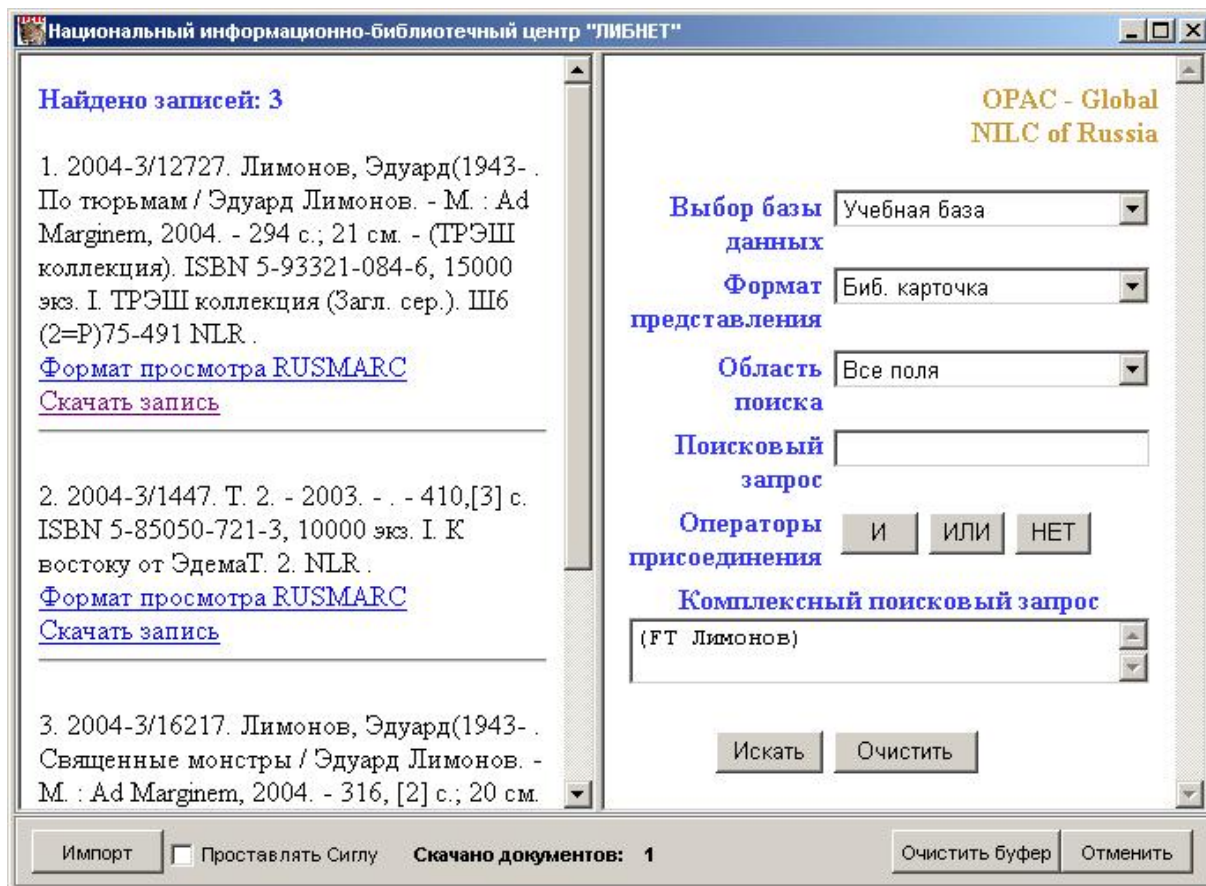 Национальный информационно-библиотечный центр "ЛИБНЕТ"
Найдено записей: 3
1. 2004-3/12727. Лимонов, Эдуард(1943- .
По тюрьмам / Эдуард Лимонов. - М. : Ad
Marginem, 2004. - 294 с.; 21 см. - (ТРЭШ
коллекция). ISBN 5-93321-084-6, 15000
экз. I. ТРЭШ коллекция (Загл. сер.). Ш6
(2=Р)75-491 NLR .
Формат просмотра RUSMARC
Скачать запись
2. 2004-3/1447. Т. 2. - 2003. - . - 410,[3] с.
ISBN 5-85050-721-3, 10000 экз. I. К
востоку от ЭдемаТ. 2. NLR .
Формат просмотра RUSMARC
Скачать запись
3. 2004-3/16217. Лимонов, Эдуард(1943- .
Священные монстры / Эдуард Лимонов. -
М. : Ad Marginem, 2004. - 316, [2] с.; 20 см.
OPAC - Global
NILC of Russia
Выбор базы
данных
Учебная база
Формат
представления
Биб. карточка
Область
поиска
Все поля
Поисковый
запрос
Операторы
присоединения
И ИЛИ НЕТ
Комплексный поисковый запрос
(FT Лимонов)
Искать Очистить
Импорт Проставлять Сиглу Скачано документов: 1 Очистить буфер Отменить